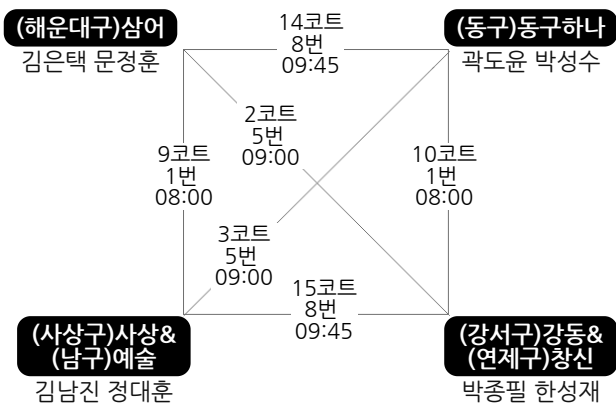 (해운대구)삼어
김은택 문정훈
14코트
8번
09:45
(동구)동구하나
곽도윤 박성수
2코트
5번
09:00
9코트
1번
08:00
10코트
1번
08:00
3코트
5번
09:00
15코트
8번
09:45
(사상구)사상&
(남구)예술
김남진 정대훈
(강서구)강동&
(연제구)창신
박종필 한성재